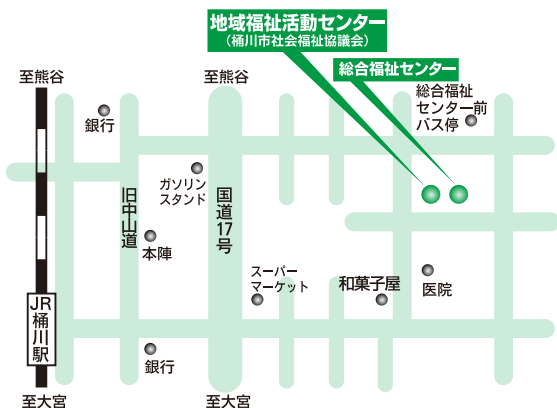 地域福祉活動センター
（桶川市社会福祉協議会）
総合福祉センター
至熊谷
至熊谷
総合福祉
センター前
バス停
銀行
ガソリン
スタンド
旧中山道
国道17号
本陣
スーパー
マーケット
和菓子屋
医院
JR
桶川駅
銀行
至大宮
至大宮